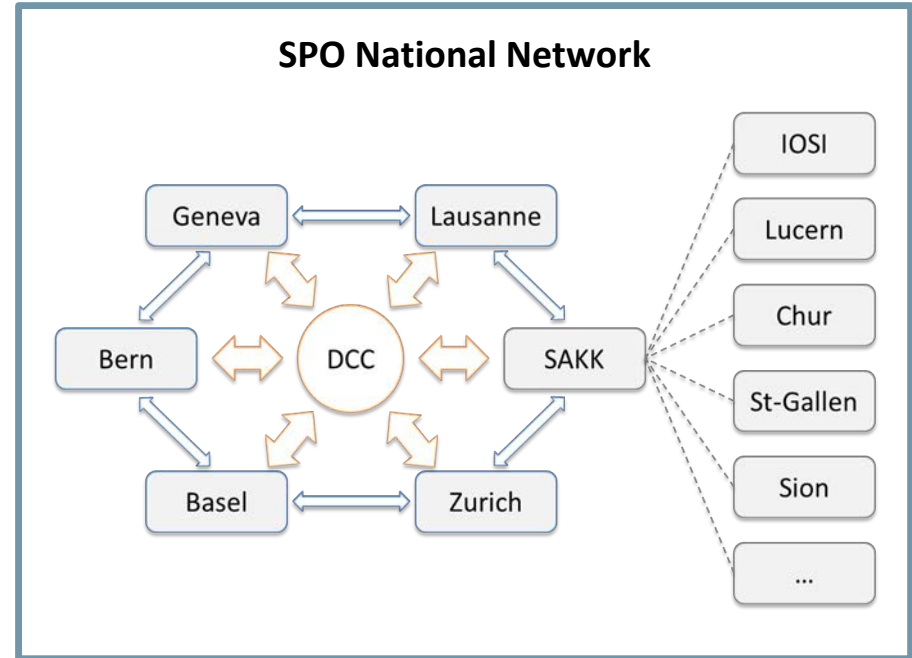 SPO National Network
IOSI
Geneva
Lausanne
Lucern
Chur
Bern
DCC
SAKK
St-Gallen
Basel
Zurich
Sion
...